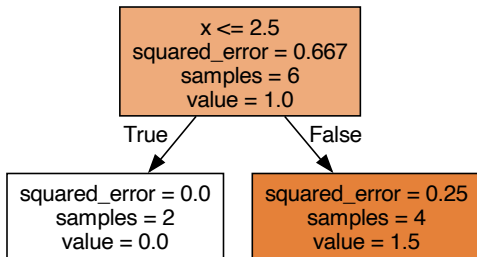 x <= 2.5
squared_error = 0.667
samples = 6
value = 1.0
True
False
squared_error = 0.0
samples = 2
value = 0.0
squared_error = 0.25
samples = 4
value = 1.5